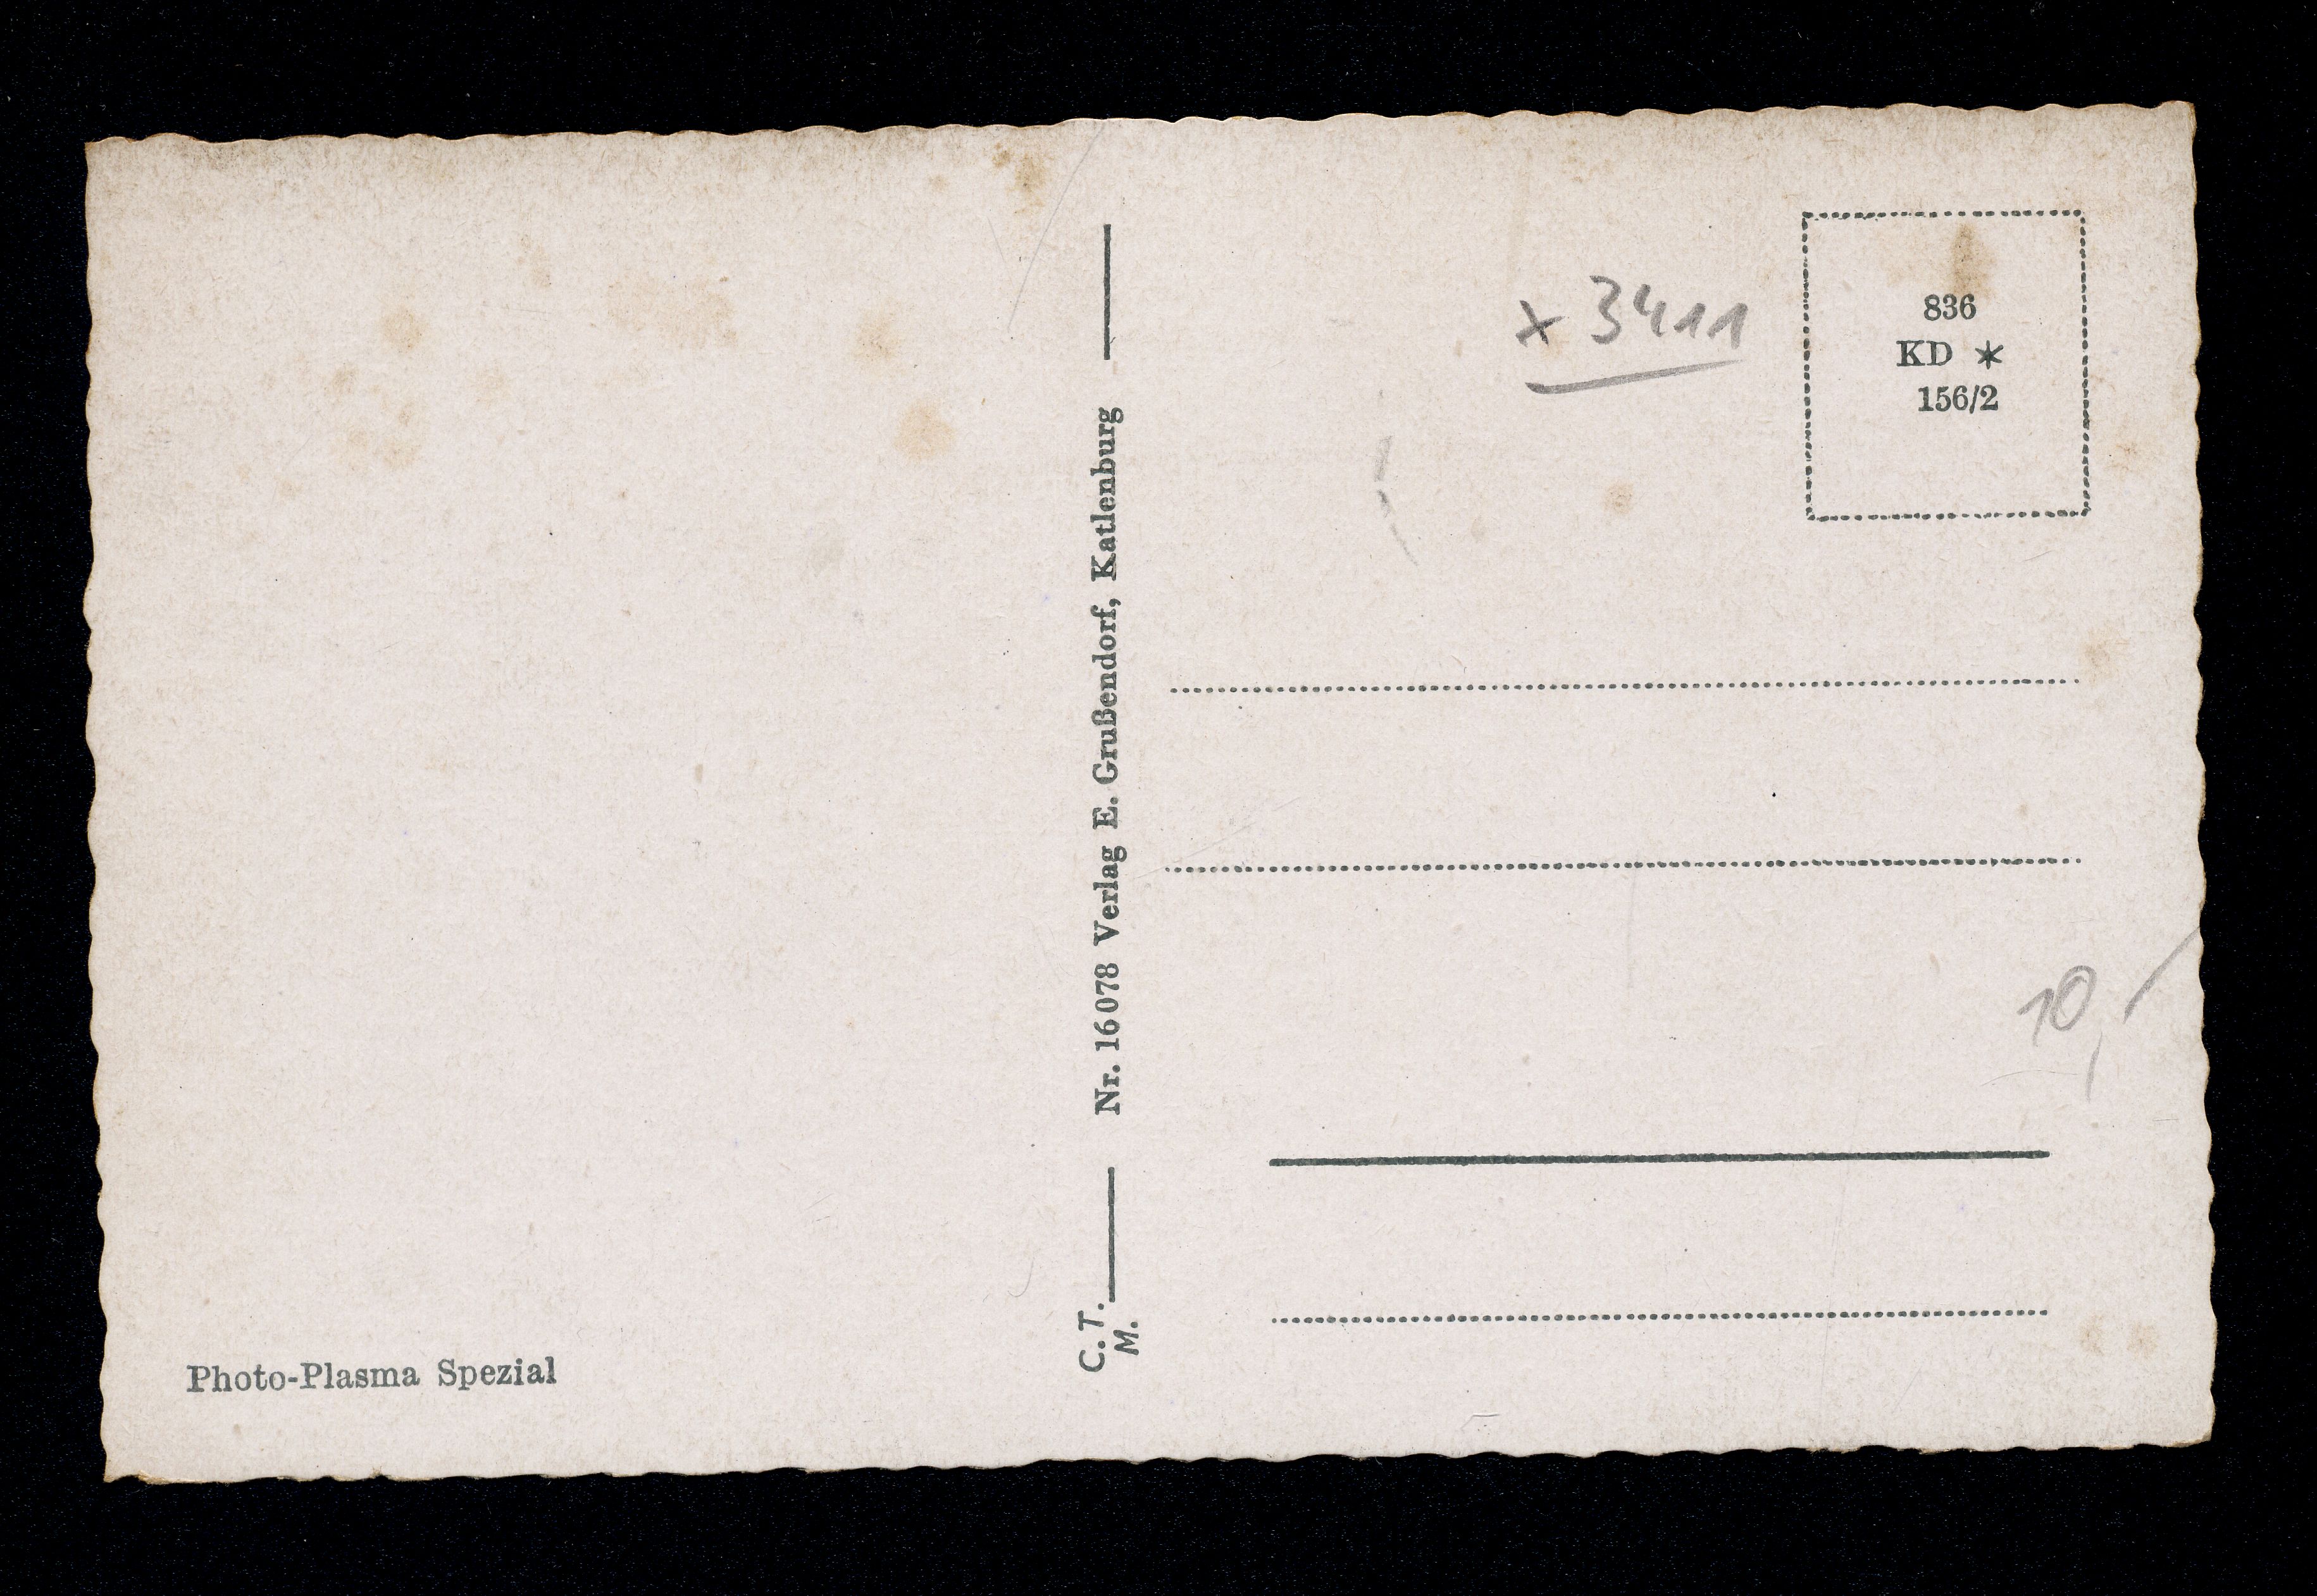 x 3411
836
KD *
156/2
Nr. 16078 Verlag E. Grußendorf, Katlenburg
C. T.
M.
10,-
Photo-Plasma Spezial